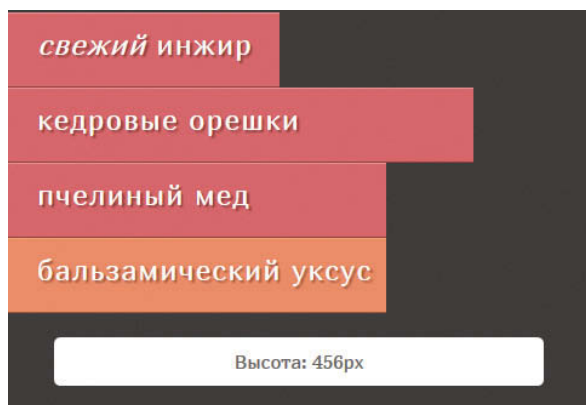 свежий инжир
кедровые орешки
пчелиный мед
бальзамический уксус
Высота: 456px